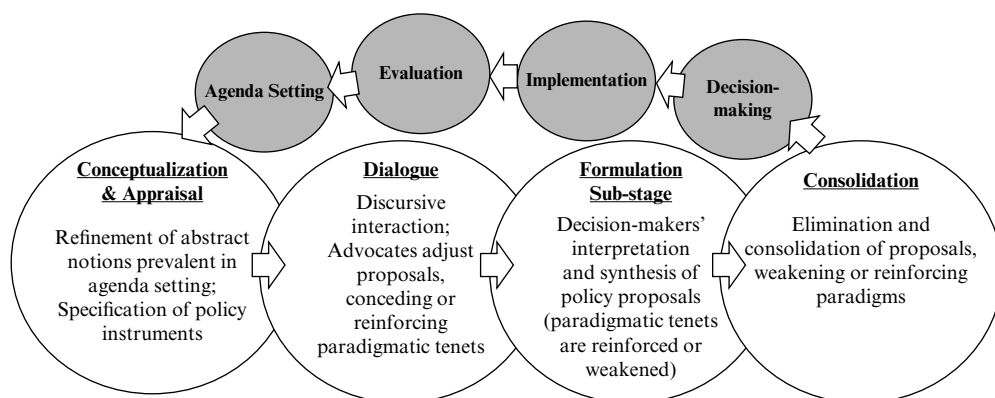 Agenda Setting
Evaluation
Implementation
Decision-
making
Conceptualization
& Appraisal
Refinement of abstract
notions prevalent in
agenda setting;
Specification of policy
instruments
Dialogue
Discursive
interaction;
Advocates adjust
proposals,
conceding or
reinforcing
paradigmatic tenets
Formulation
Sub-stage
Decision-makers’
interpretation
and synthesis of
policy proposals
(paradigmatic tenets
are reinforced or
weakened)
Consolidation
Elimination and
consolidation of proposals,
weakening or reinforcing
paradigms